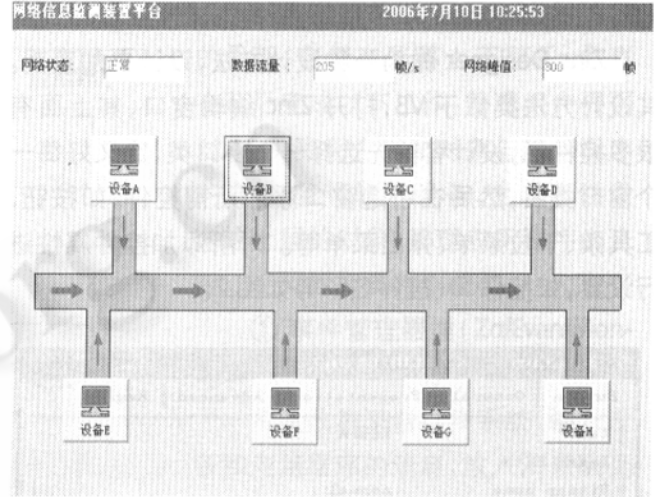 网络信息监测装置平台 2006年7月10日 10:25:53
网络状态: 正常 数据流量: 205 帧/s 网络峰值: 800 帧
设备A 设备B 设备C 设备D
设备E 设备F 设备G 设备H